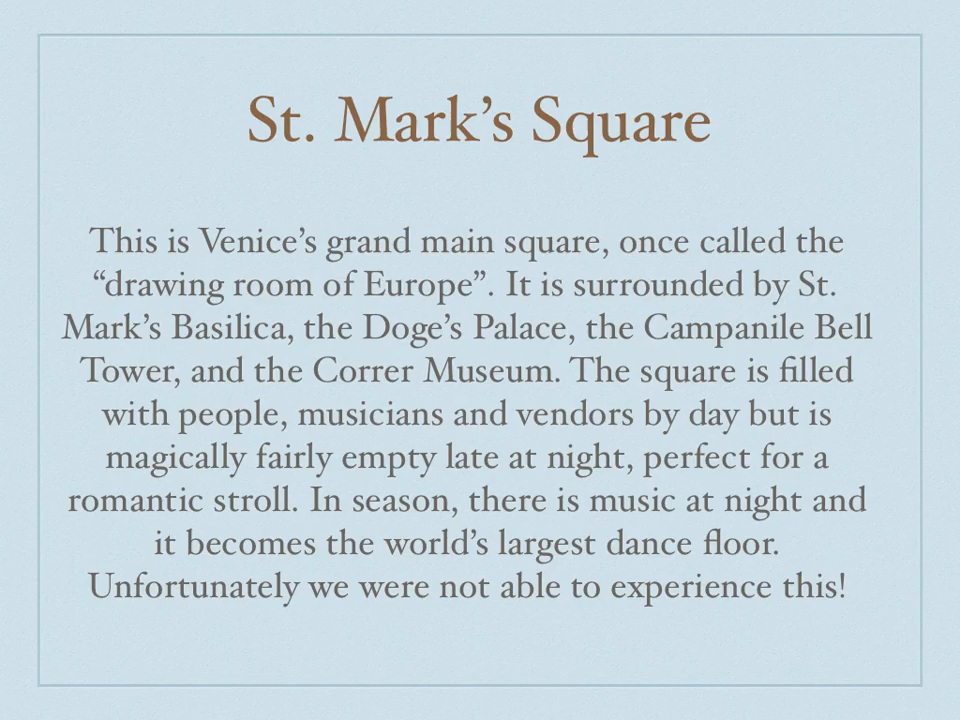 St. Mark’s Square
This is Venice’s grand main square, once called the
“drawing room of Europe”. It is surrounded by St.
Mark’s Basilica, the Doge’s Palace, the Campanile Bell
Tower, and the Correr Museum. The square is filled
with people, musicians and vendors by day but is
magically fairly empty late at night, perfect for a
romantic stroll. In season, there is music at night and
it becomes the world’s largest dance floor.
Unfortunately we were not able to experience this!